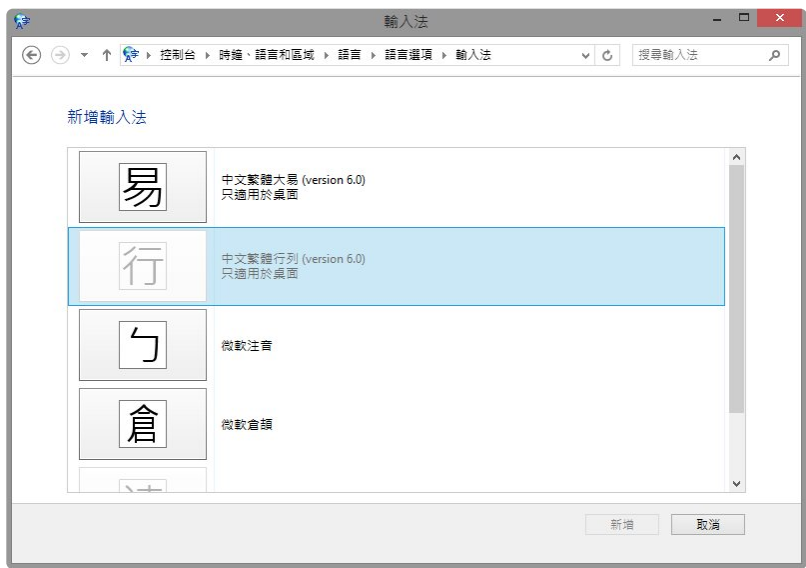 輸入法
控制台 時鐘、語言和區域 語言 語言選項 輸入法
搜尋輸入法
新增輸入法
易
中文繁體大易 (version 6.0)
只適用於桌面
行
中文繁體行列 (version 6.0)
只適用於桌面
ㄅ
微軟注音
倉
微軟倉頡
新增
取消